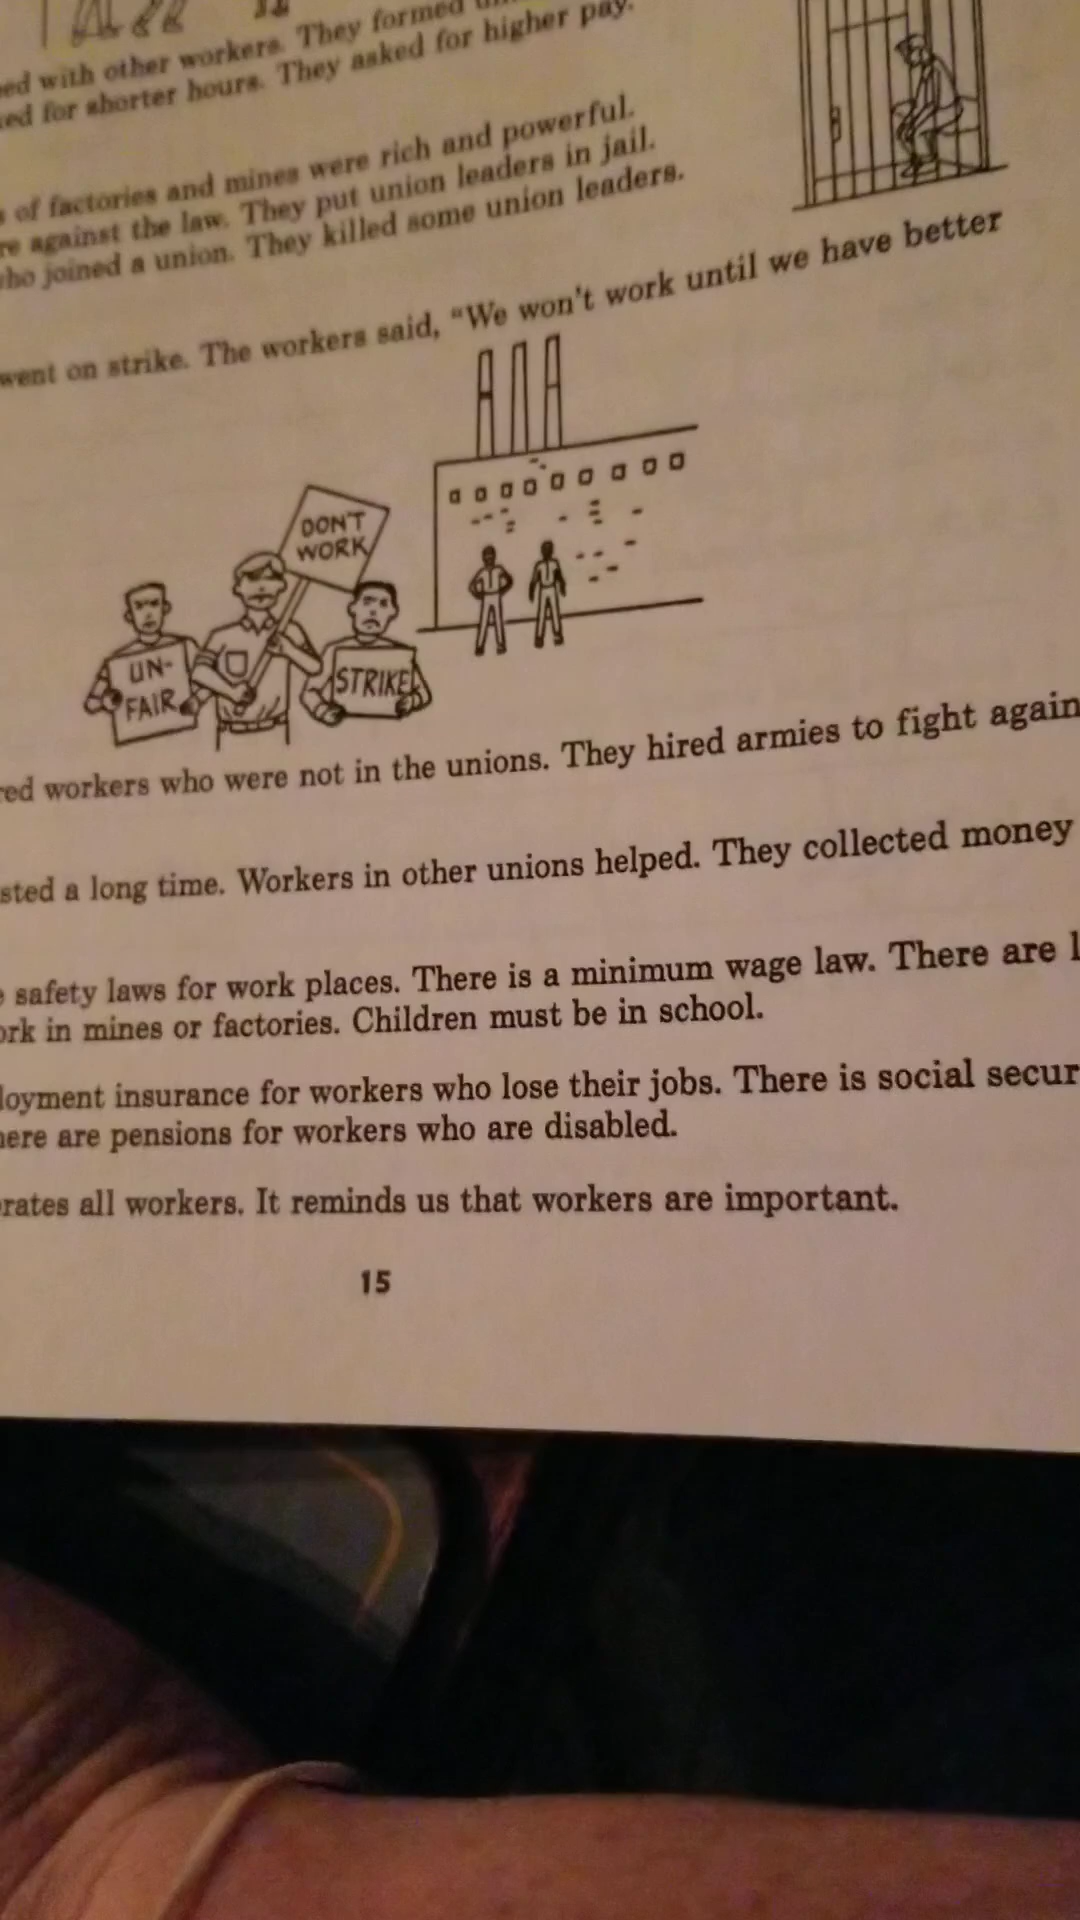 with other workers. They formed
for shorter hours. They asked for higher pay.
of factories and mines were rich and powerful.
against the law. They put union leaders in jail.
joined a union. They killed some union leaders.
went on strike. The workers said, "We won't work until we have better
DON'T
WORK
UN-
FAIR
STRIKE
workers who were not in the unions. They hired armies to fight again
sted a long time. Workers in other unions helped. They collected money
safety laws for work places. There is a minimum wage law. There are l
ork in mines or factories. Children must be in school.
loyment insurance for workers who lose their jobs. There is social secur
ere are pensions for workers who are disabled.
rates all workers. It reminds us that workers are important.
15